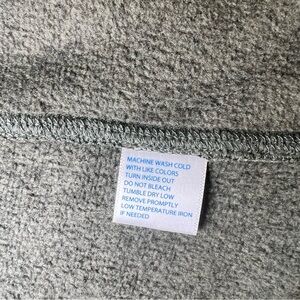 MACHINE WASH COLD
WITH LIKE COLORS
TURN INSIDE OUT
DO NOT BLEACH
TUMBLE DRY LOW
REMOVE PROMPTLY
LOW TEMPERATURE IRON
IF NEEDED